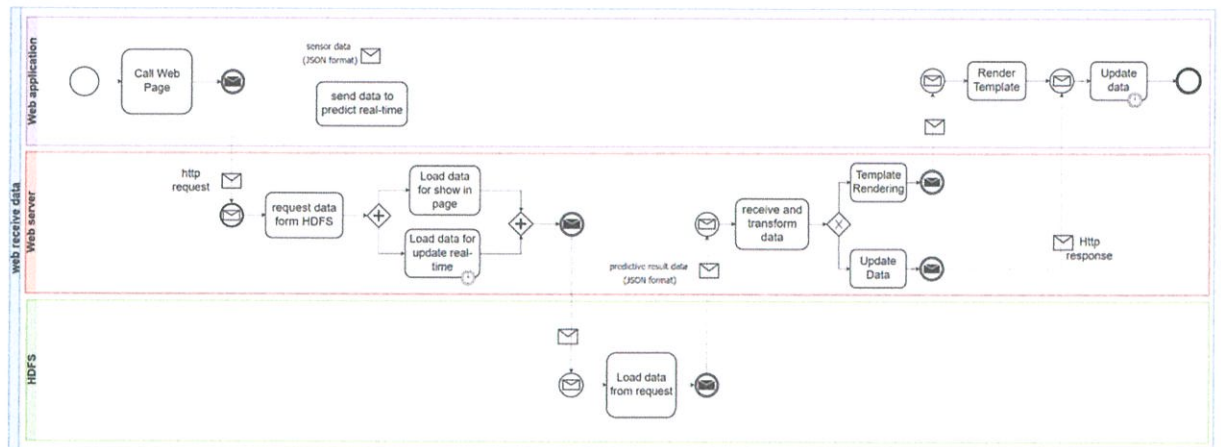 web receive data
Web application
Call Web
Page
sensor data
(JSON format)
send data to
predict real-time
Render
Template
Update
data
Web server
http
request
request data
form HDFS
Load data
for show in
page
Load data for
update real-
time
predictive result data
(JSON format)
receive and
transform
data
Template
Rendering
Update
Data
Http
response
HDFS
Load data
from request